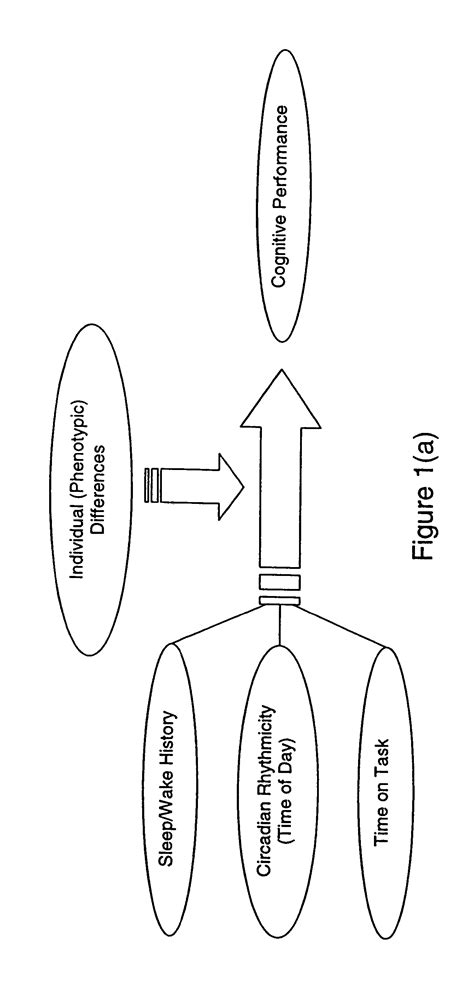 Individual (Phenotypic)
Differences
Sleep/Wake History
Circadian Rhythmicity
(Time of Day)
Time on Task
Cognitive Performance
Figure 1(a)